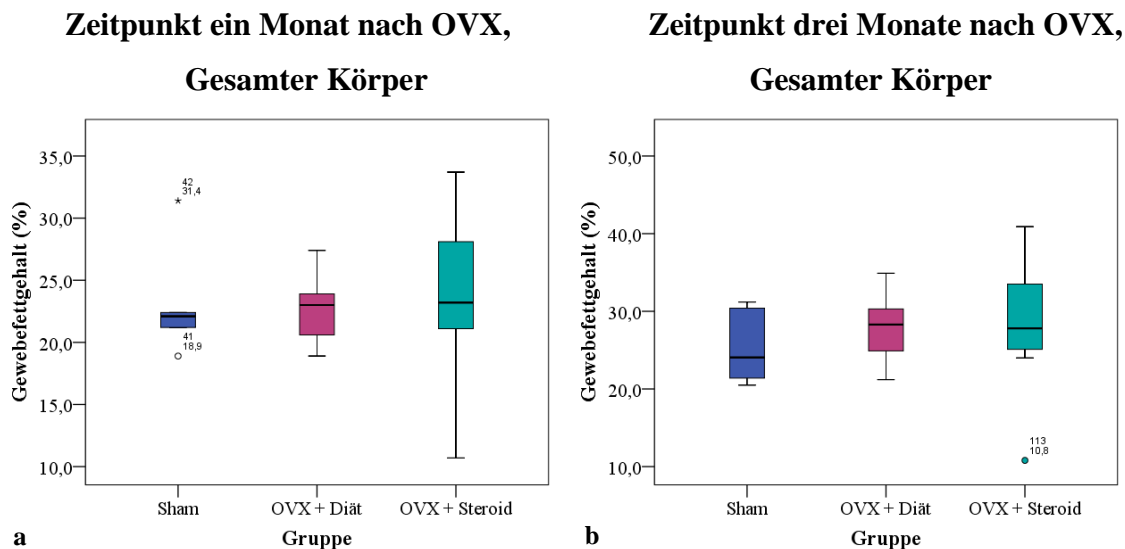 Zeitpunkt ein Monat nach OVX,
Gesamter Körper
Gewebefettgehalt (%)
35,0
30,0
25,0
20,0
15,0
10,0
42
31,4
41
18,9
Sham
OVX + Diät
OVX + Steroid
Gruppe
a
Zeitpunkt drei Monate nach OVX,
Gesamter Körper
Gewebefettgehalt (%)
50,0
40,0
30,0
20,0
10,0
113
10,8
Sham
OVX + Diät
OVX + Steroid
Gruppe
b